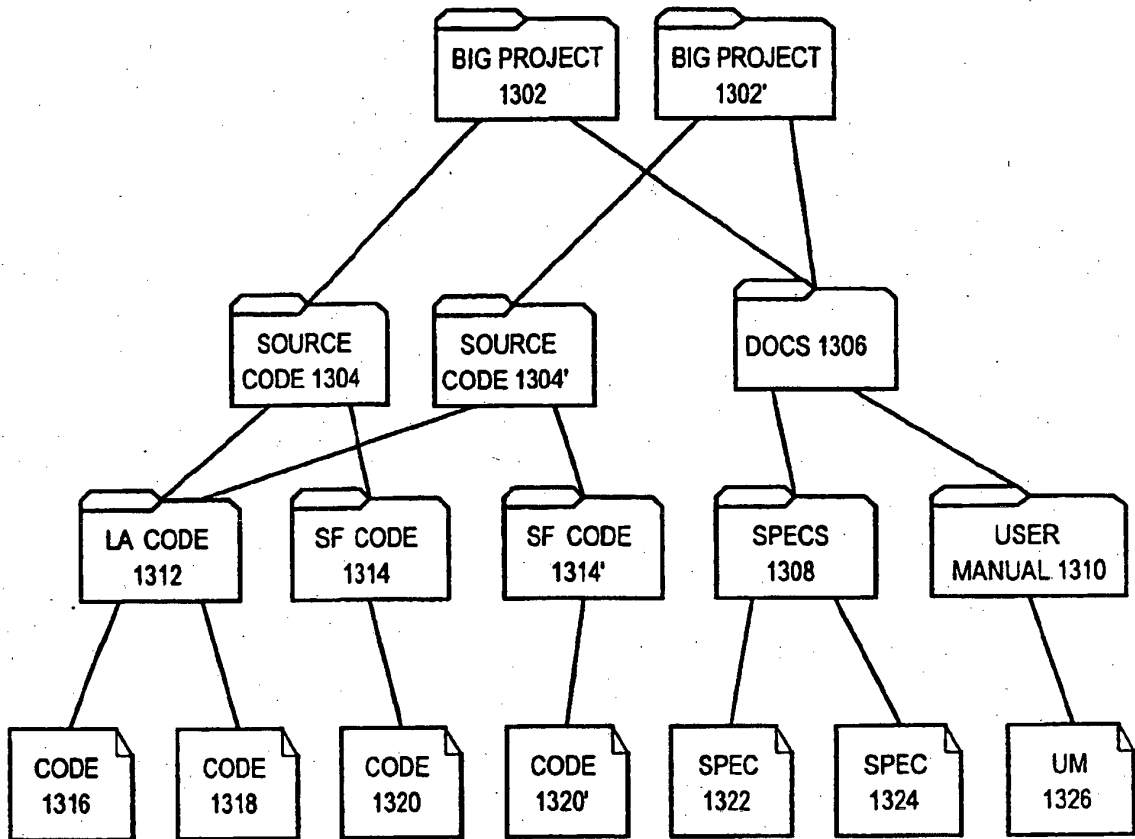 BIG PROJECT
1302
BIG PROJECT
1302'
SOURCE
CODE 1304
SOURCE
CODE 1304'
DOCS 1306
LA CODE
1312
SF CODE
1314
SF CODE
1314'
SPECS
1308
USER
MANUAL 1310
CODE
1316
CODE
1318
CODE
1320
CODE
1320'
SPEC
1322
SPEC
1324
UM
1326